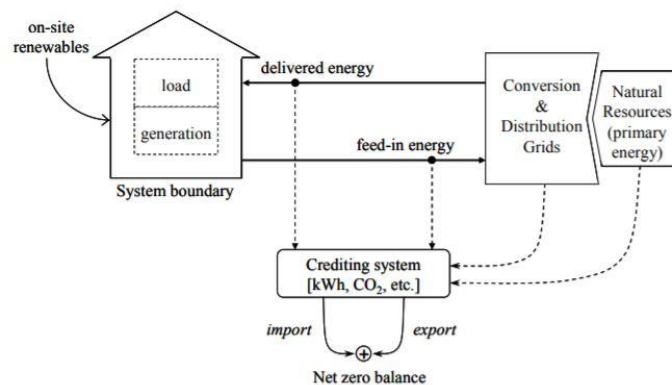 on-site
renewables
load
generation
System boundary
delivered energy
feed-in energy
Conversion
&
Distribution
Grids
Natural
Resources
(primary
energy)
Crediting system
[kWh, CO₂, etc.]
import
export
Net zero balance